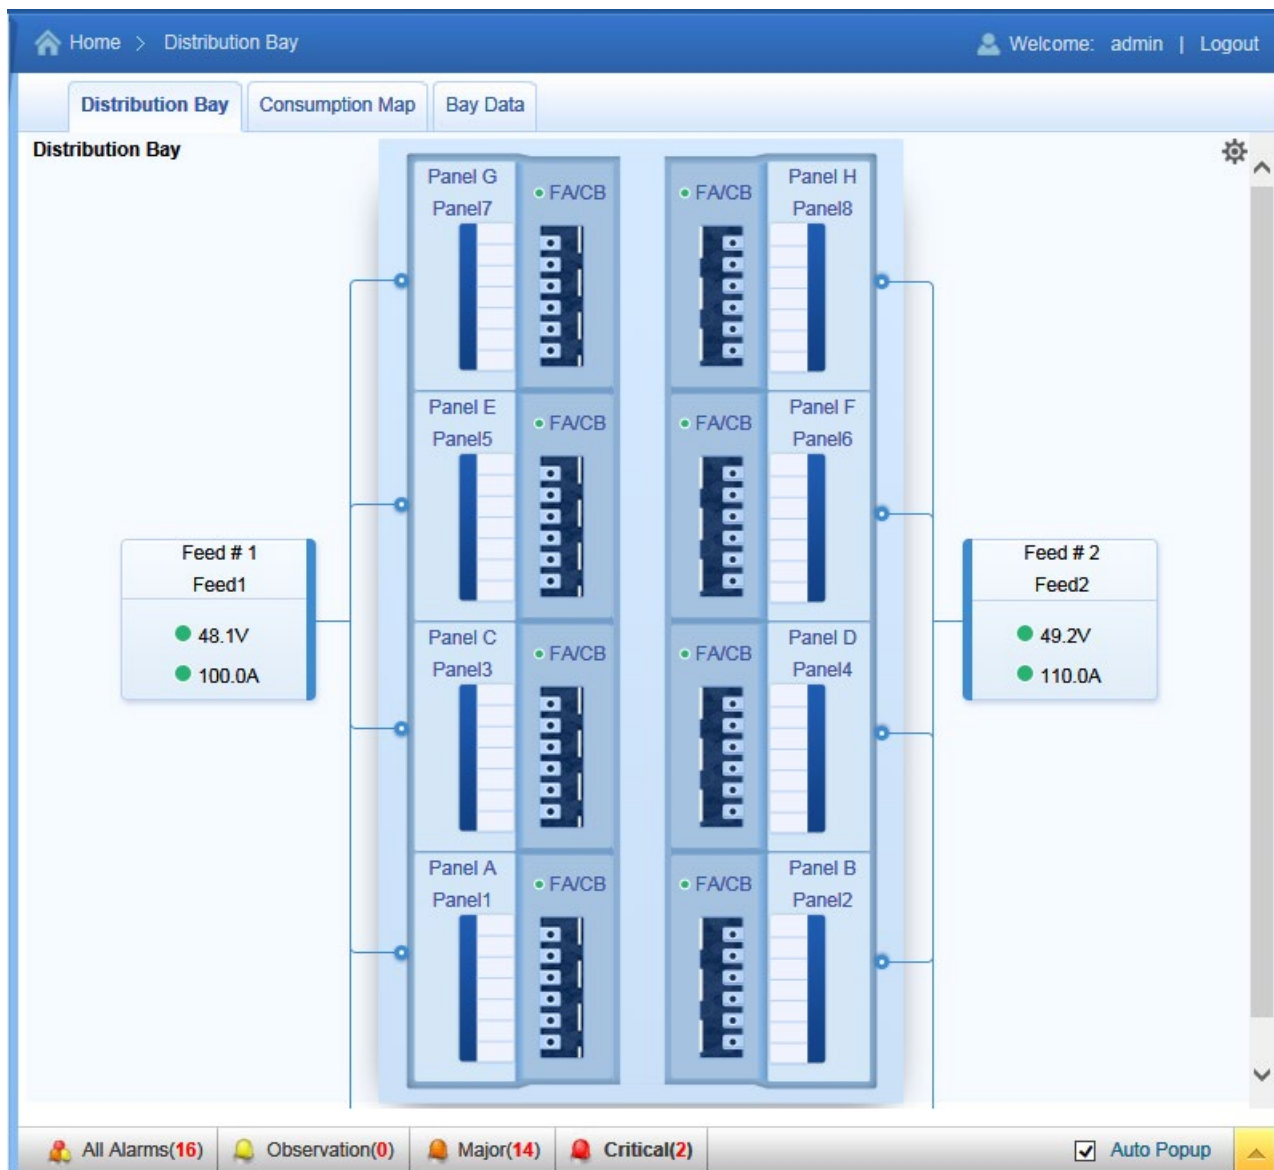 Home > Distribution Bay
Welcome: admin | Logout
Distribution Bay
Consumption Map
Bay Data
Distribution Bay
Panel G
Panel7
FA/CB
FA/CB
Panel H
Panel8
Panel E
Panel5
FA/CB
FA/CB
Panel F
Panel6
Feed # 1
Feed1
48.1V
100.0A
Feed # 2
Feed2
49.2V
110.0A
Panel C
Panel3
FA/CB
FA/CB
Panel D
Panel4
Panel A
Panel1
FA/CB
FA/CB
Panel B
Panel2
All Alarms(16)
Observation(0)
Major(14)
Critical(2)
Auto Popup